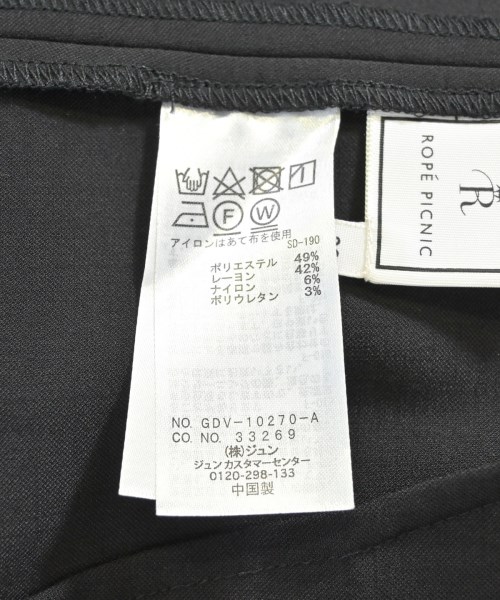 アイロンはあて布を使用
SD-190
ポリエステル 49%
レーヨン 42%
ナイロン 6%
ポリウレタン 3%
NO. GDV-10270-A
CO. NO. 33269
(株)ジュン
ジュンカスタマーセンター
0120-298-133
中国製
F
W
R
ROPÉ PICNIC